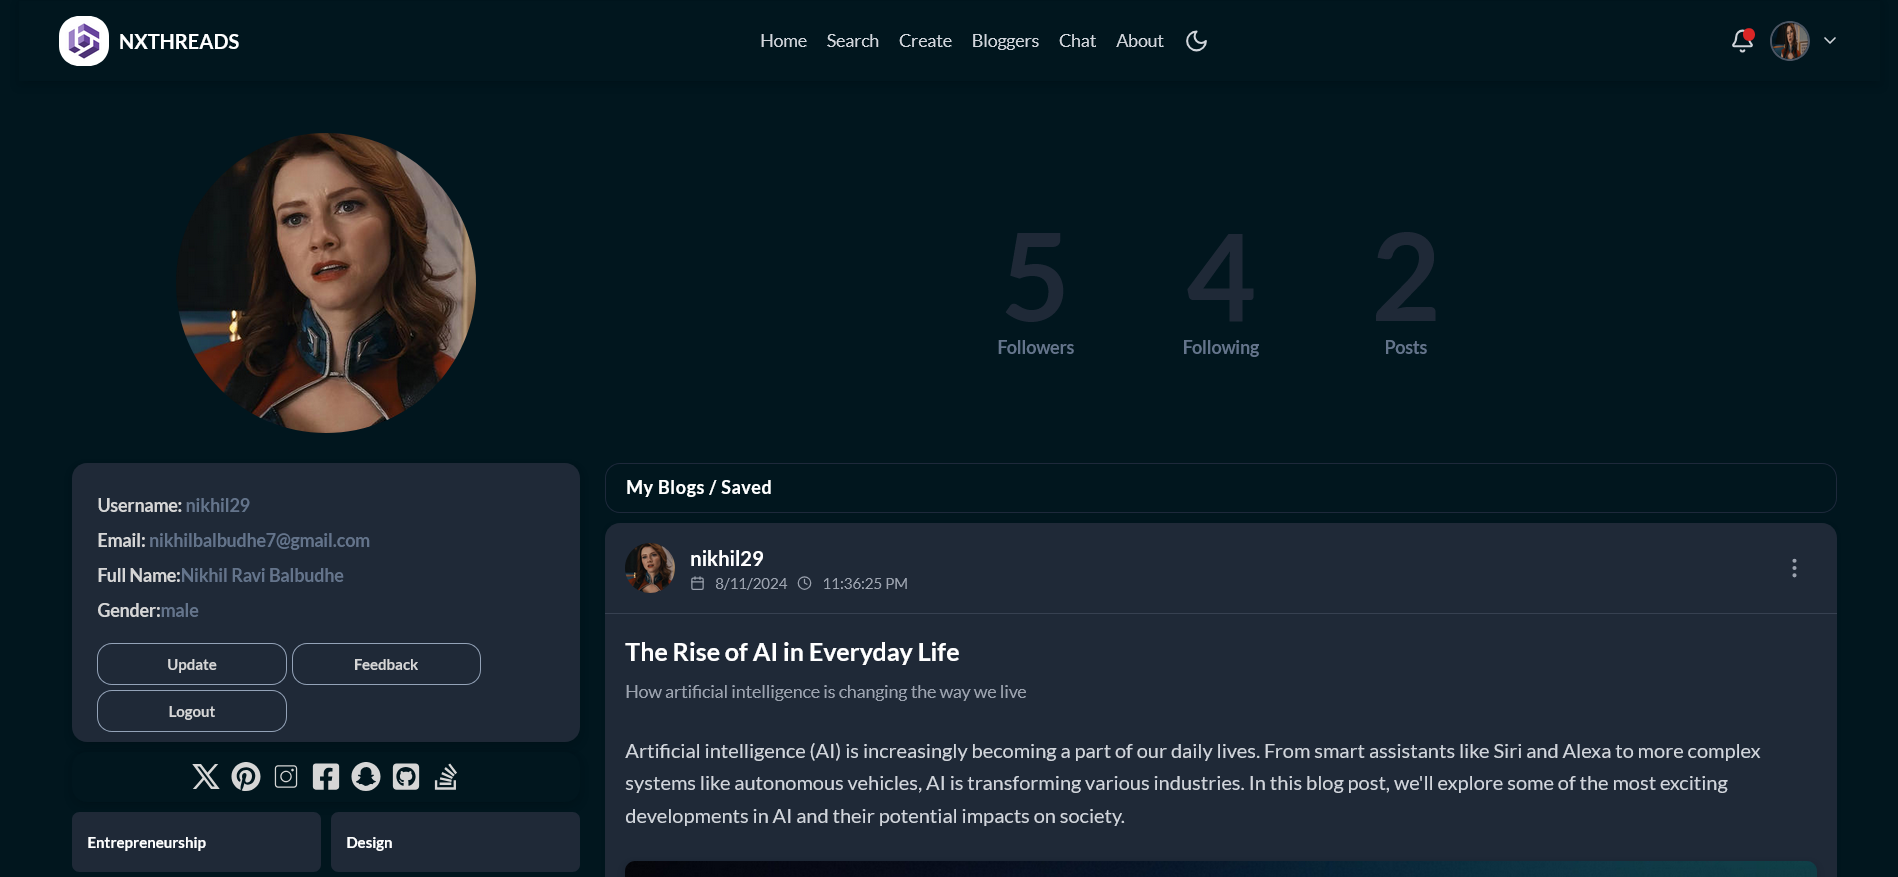 NXTHREADS
Home Search Create Bloggers Chat About
5 4 2
Followers Following Posts
Username: nikhil29
Email: nikhilbalbudhe7@gmail.com
Full Name:Nikhil Ravi Balbudhe
Gender:male
Update Feedback
Logout
Entrepreneurship Design
My Blogs / Saved
nikhil29
8/11/2024 11:36:25 PM
The Rise of AI in Everyday Life
How artificial intelligence is changing the way we live
Artificial intelligence (AI) is increasingly becoming a part of our daily lives. From smart assistants like Siri and Alexa to more complex
systems like autonomous vehicles, AI is transforming various industries. In this blog post, we'll explore some of the most exciting
developments in AI and their potential impacts on society.